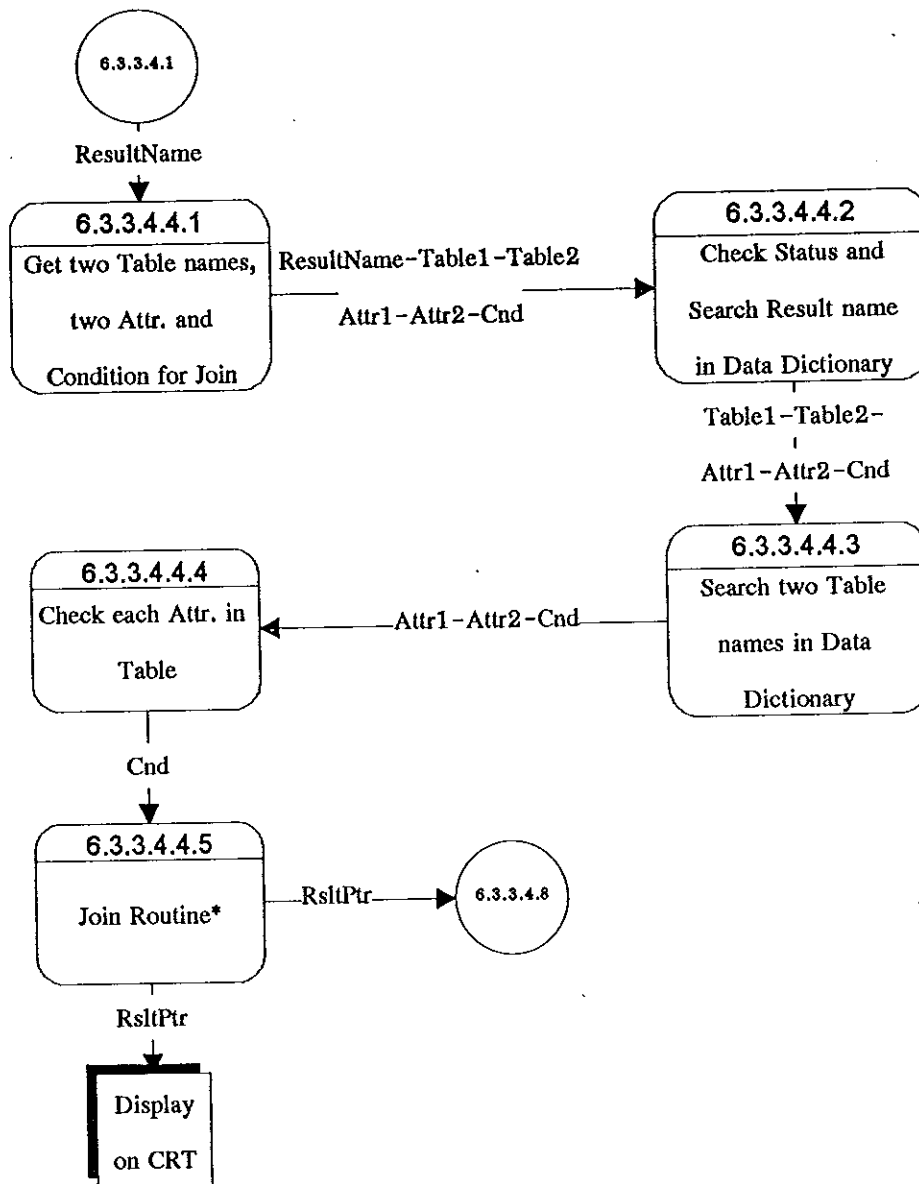 6.3.3.4.1
ResultName
6.3.3.4.4.1
Get two Table names,
two Attr. and
Condition for Join
ResultName-Table1-Table2
Attr1-Attr2-Cnd
6.3.3.4.4.2
Check Status and
Search Result name
in Data Dictionary
Table1-Table2-
Attr1-Attr2-Cnd
6.3.3.4.4.3
Search two Table
names in Data
Dictionary
Attr1-Attr2-Cnd
6.3.3.4.4.4
Check each Attr. in
Table
Cnd
6.3.3.4.4.5
Join Routine*
RsltPtr
6.3.3.4.8
RsltPtr
Display
on CRT